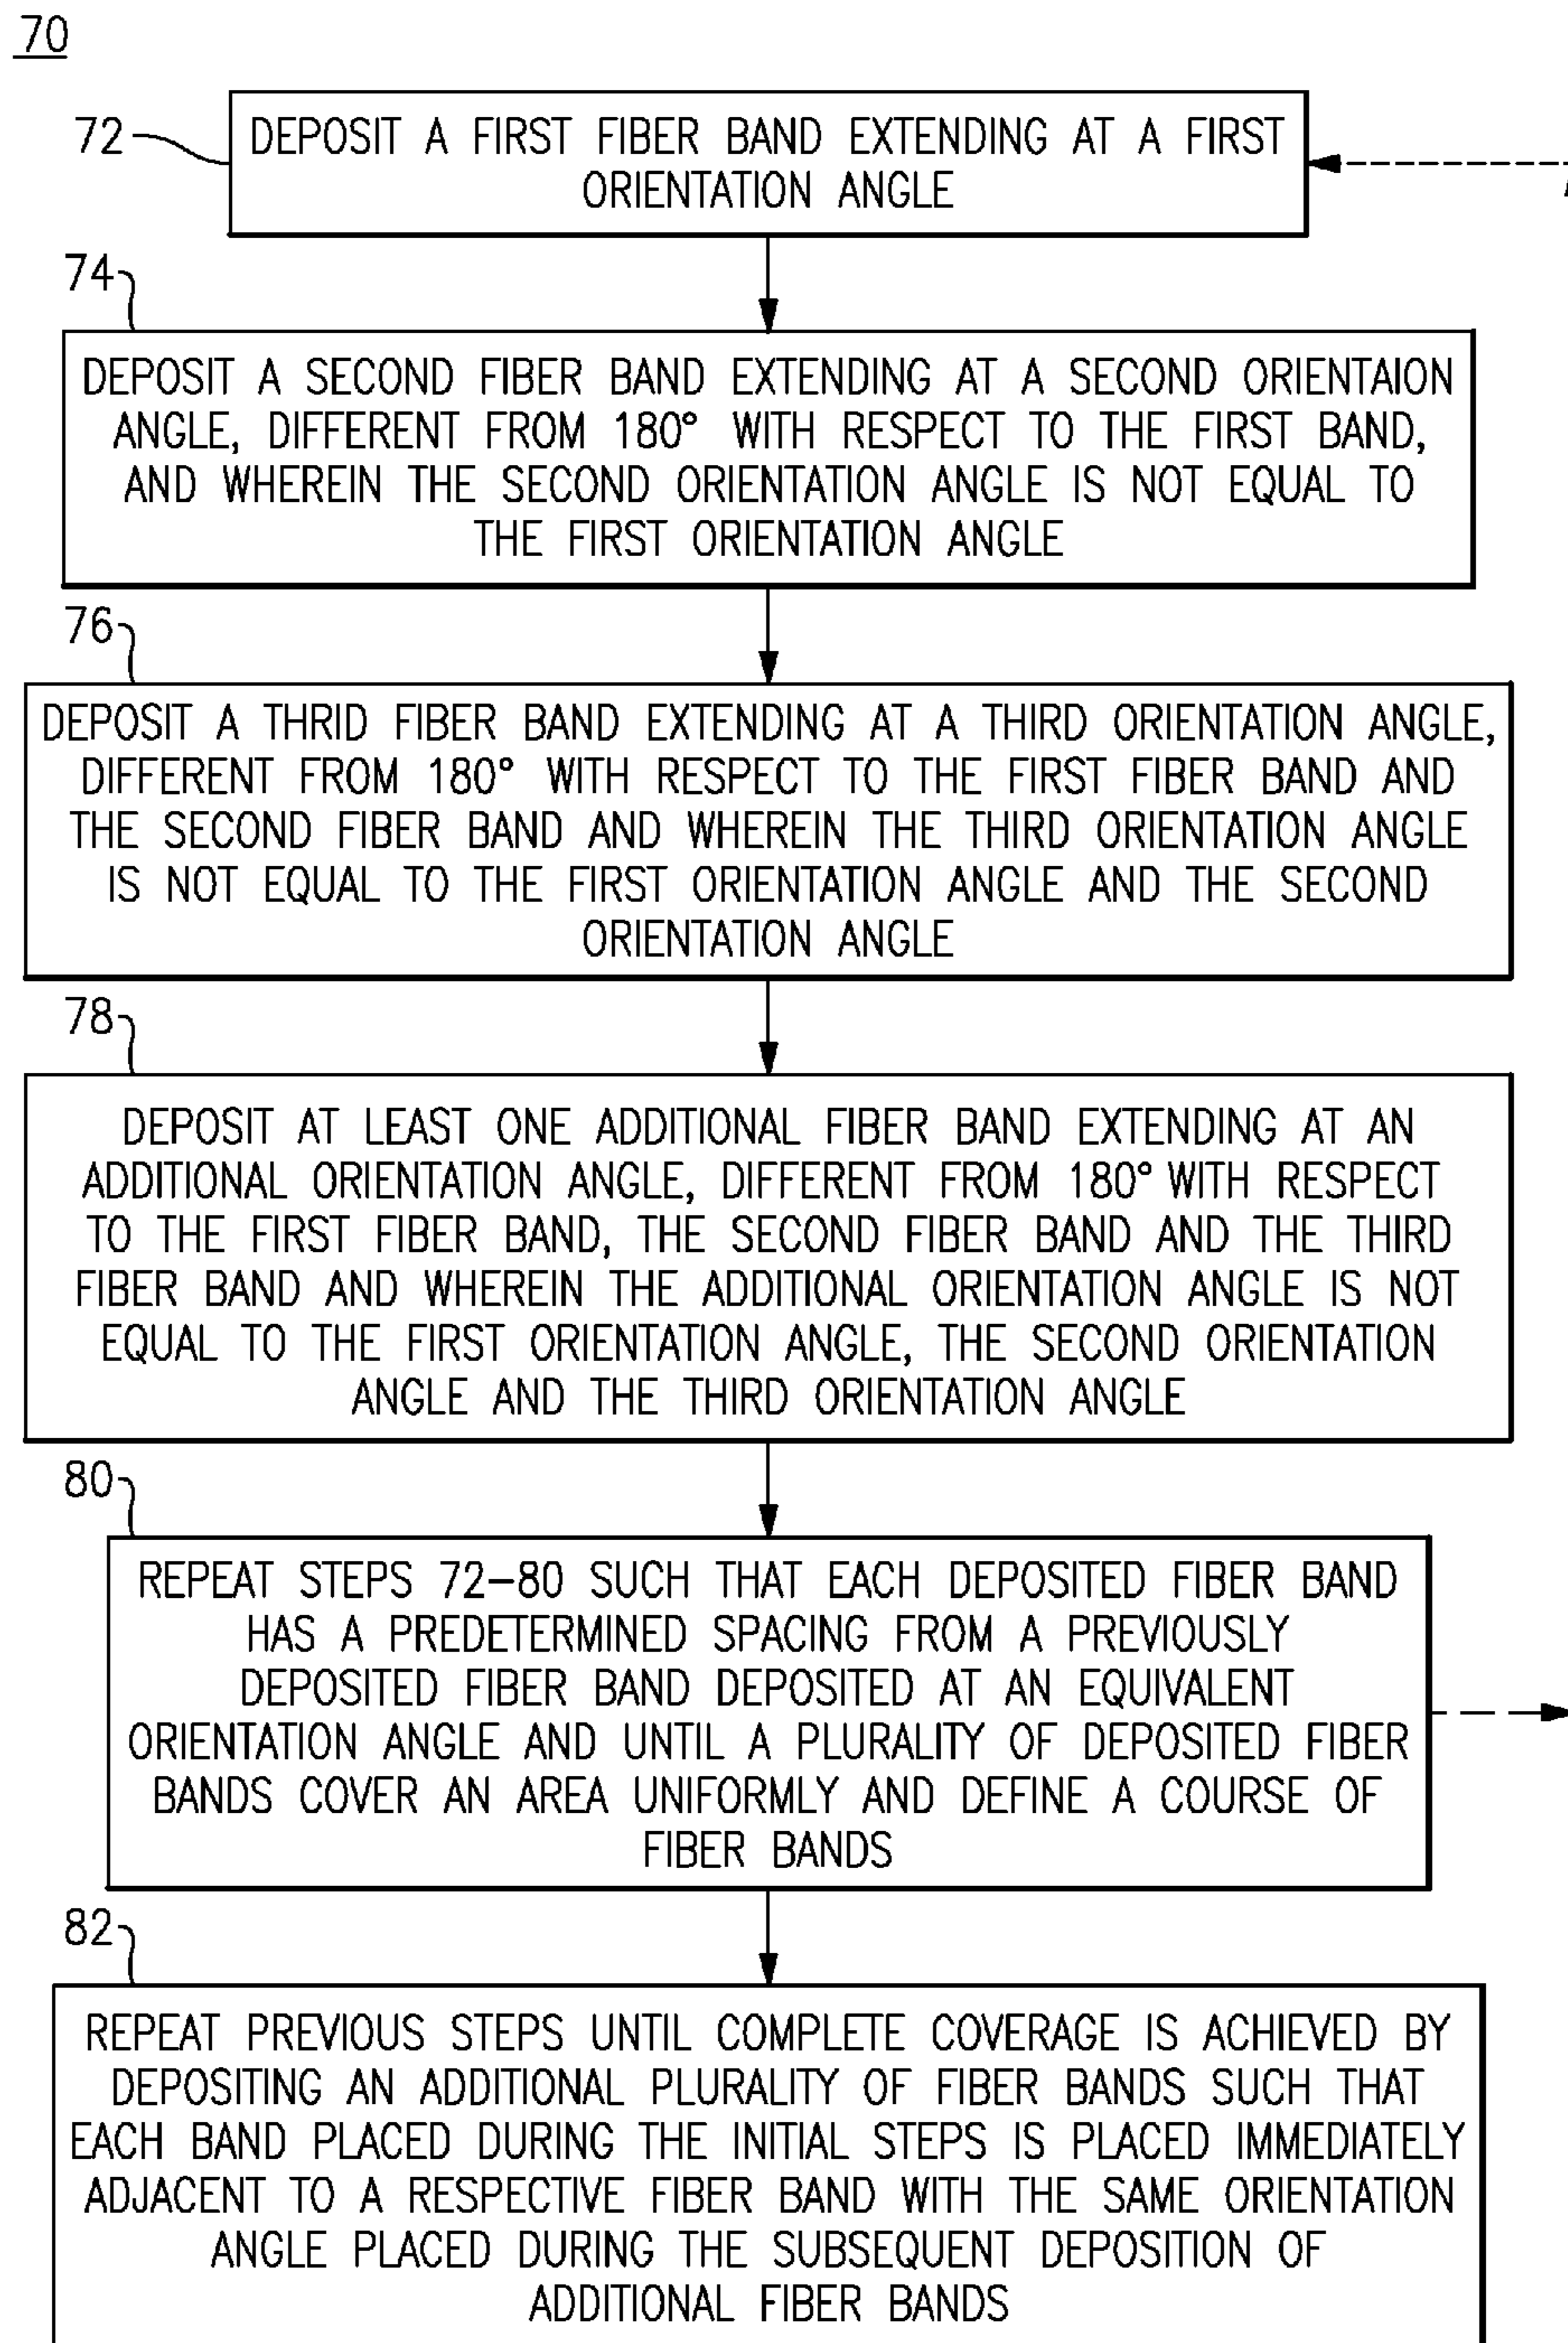 70
72
DEPOSIT A FIRST FIBER BAND EXTENDING AT A FIRST
ORIENTATION ANGLE
74
DEPOSIT A SECOND FIBER BAND EXTENDING AT A SECOND ORIENTAION
ANGLE, DIFFERENT FROM 180° WITH RESPECT TO THE FIRST BAND,
AND WHEREIN THE SECOND ORIENTATION ANGLE IS NOT EQUAL TO
THE FIRST ORIENTATION ANGLE
76
DEPOSIT A THRID FIBER BAND EXTENDING AT A THIRD ORIENTATION ANGLE,
DIFFERENT FROM 180° WITH RESPECT TO THE FIRST FIBER BAND AND
THE SECOND FIBER BAND AND WHEREIN THE THIRD ORIENTATION ANGLE
IS NOT EQUAL TO THE FIRST ORIENTATION ANGLE AND THE SECOND
ORIENTATION ANGLE
78
DEPOSIT AT LEAST ONE ADDITIONAL FIBER BAND EXTENDING AT AN
ADDITIONAL ORIENTATION ANGLE, DIFFERENT FROM 180° WITH RESPECT
TO THE FIRST FIBER BAND, THE SECOND FIBER BAND AND THE THIRD
FIBER BAND AND WHEREIN THE ADDITIONAL ORIENTATION ANGLE IS NOT
EQUAL TO THE FIRST ORIENTATION ANGLE, THE SECOND ORIENTATION
ANGLE AND THE THIRD ORIENTATION ANGLE
80
REPEAT STEPS 72–80 SUCH THAT EACH DEPOSITED FIBER BAND
HAS A PREDETERMINED SPACING FROM A PREVIOUSLY
DEPOSITED FIBER BAND DEPOSITED AT AN EQUIVALENT
ORIENTATION ANGLE AND UNTIL A PLURALITY OF DEPOSITED FIBER
BANDS COVER AN AREA UNIFORMLY AND DEFINE A COURSE OF
FIBER BANDS
82
REPEAT PREVIOUS STEPS UNTIL COMPLETE COVERAGE IS ACHIEVED BY
DEPOSITING AN ADDITIONAL PLURALITY OF FIBER BANDS SUCH THAT
EACH BAND PLACED DURING THE INITIAL STEPS IS PLACED IMMEDIATELY
ADJACENT TO A RESPECTIVE FIBER BAND WITH THE SAME ORIENTATION
ANGLE PLACED DURING THE SUBSEQUENT DEPOSITION OF
ADDITIONAL FIBER BANDS